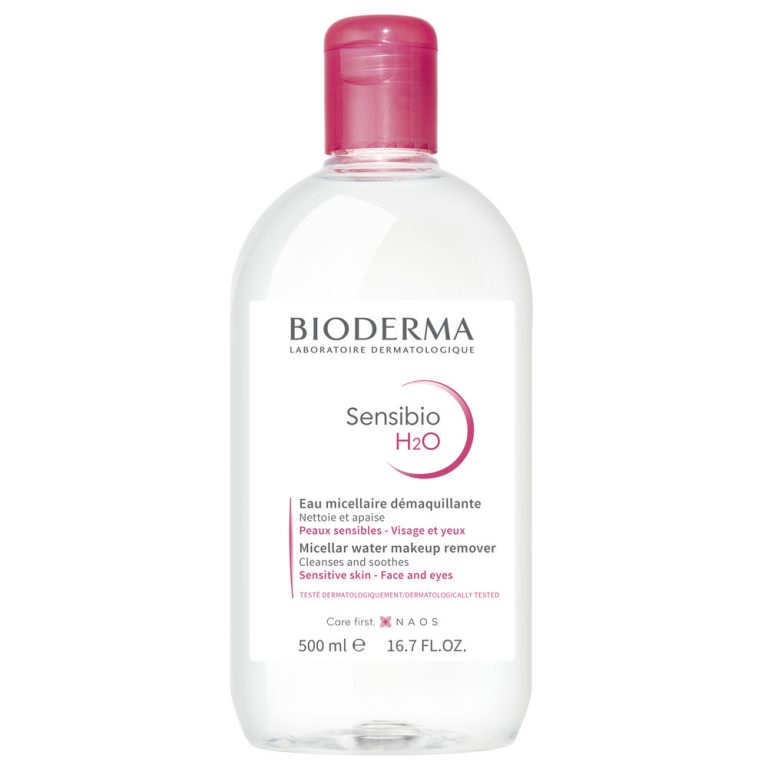 BIODERMA
LABORATOIRE DERMATOLOGIQUE
Sensibio
H2O
Eau micellaire démaquillante
Nettoie et apaise
Peaux sensibles - Visage et yeux
Micellar water makeup remover
Cleanses and soothes
Sensitive skin - Face and eyes
TESTÉ DERMATOLOGIQUEMENT/DERMATOLOGICALLY TESTED
Care first. NAOS
500 ml ℮ 16.7 FL.OZ.